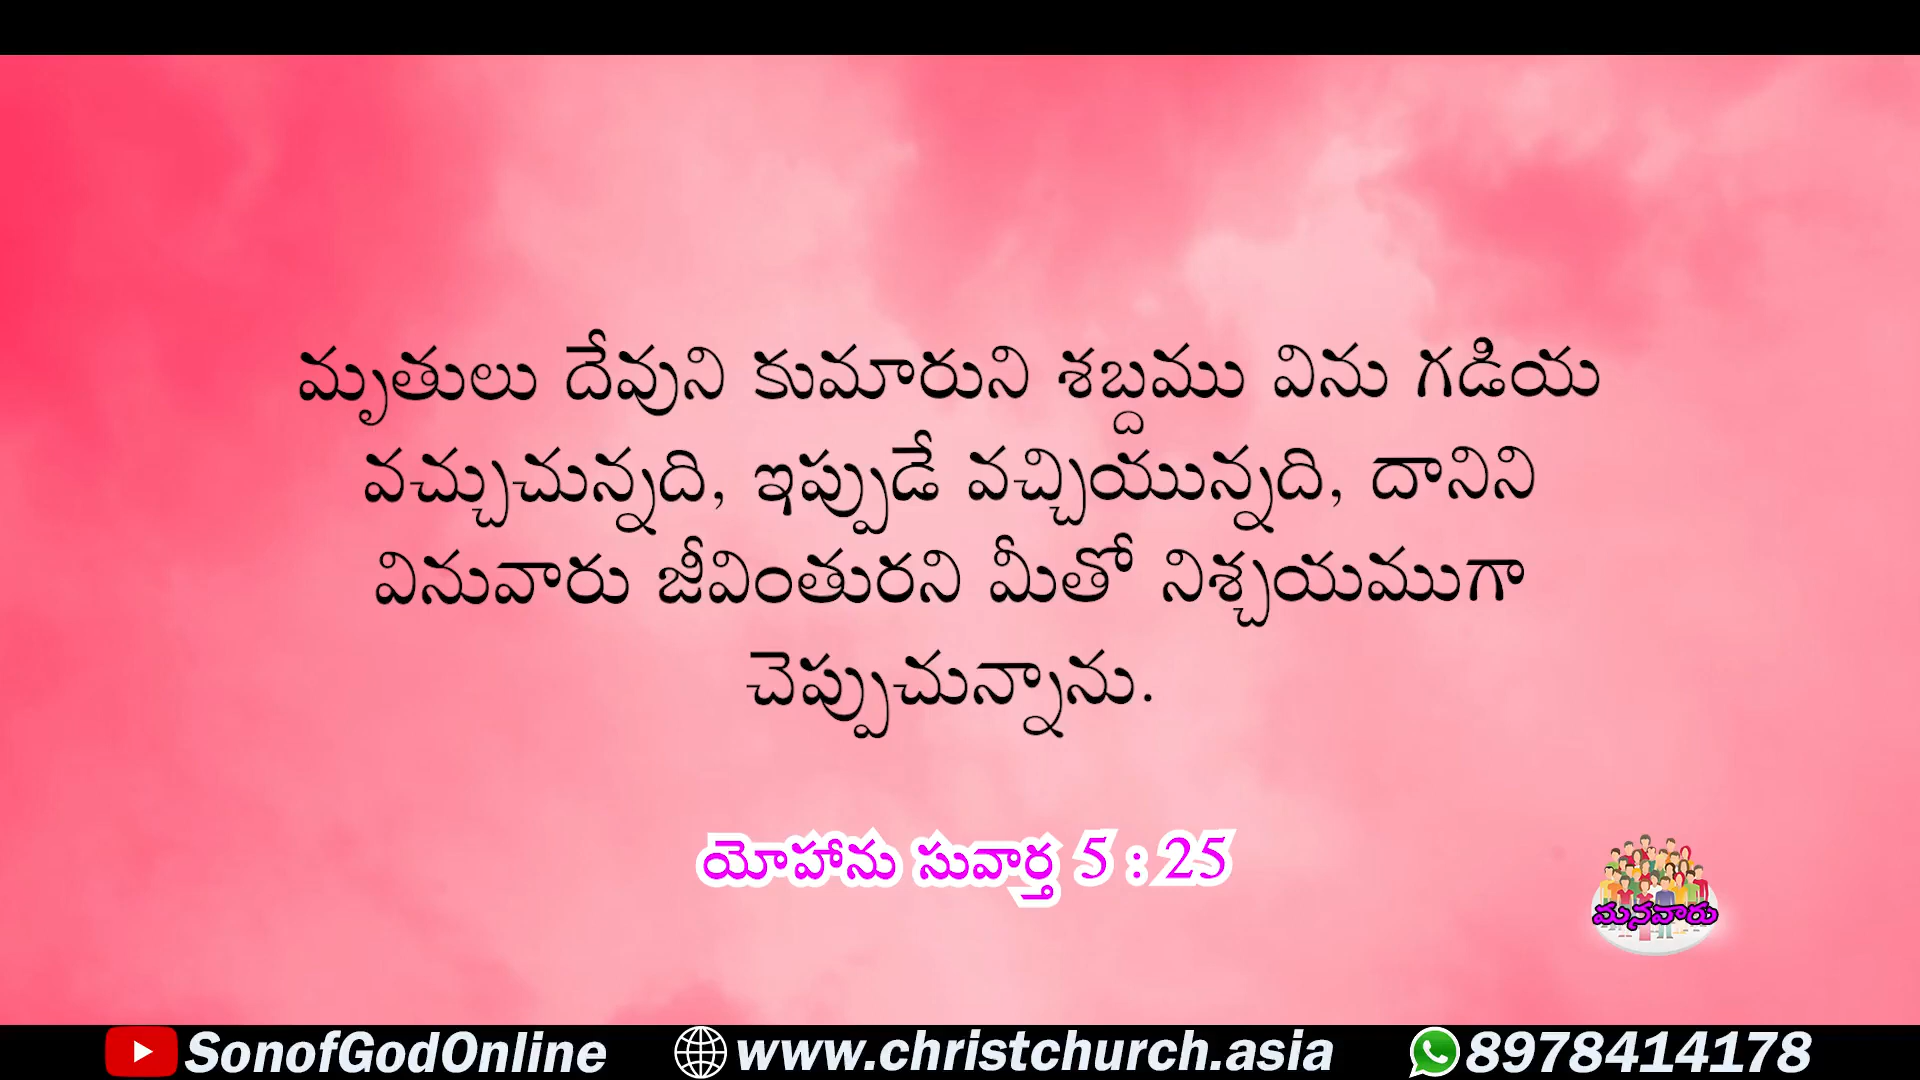 మృతులు దేవుని కుమారుని శబ్దము విను గడియ
వచ్చుచున్నది, ఇప్పుడే వచ్చియున్నది, దానిని
వినువారు జీవింతురని మీతో నిశ్చయముగా
చెప్పుచున్నాను.
యోహాను సువార్త 5 : 25
మనవారు
SonofGodOnline www.christchurch.asia 8978414178